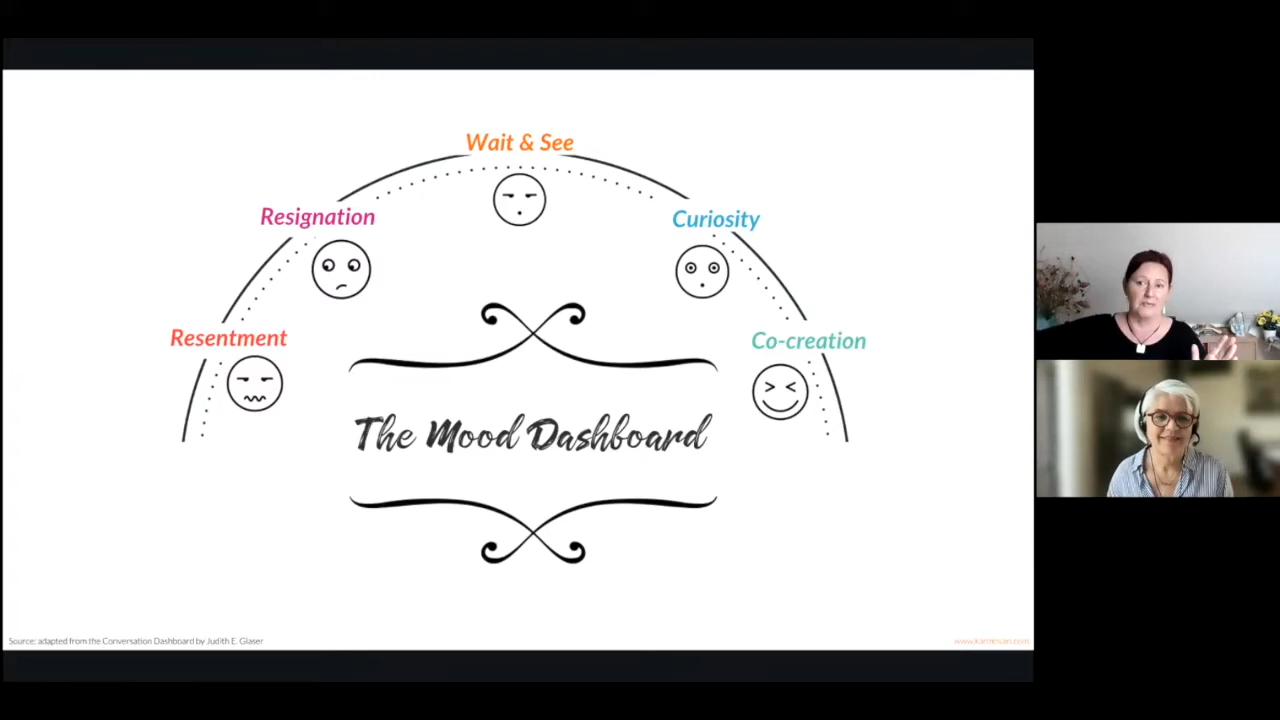 Wait & See
Resignation
Curiosity
Resentment
Co-creation
The Mood Dashboard
Source: adapted from the Conversation Dashboard by Judith E. Glaser